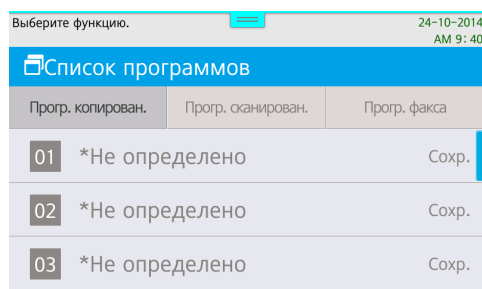 Выберите функцию. 24-10-2014
AM 9:40
Список программов
Прогр. копирован. Прогр. сканирован. Прогр. факса
01 *Не определено Сохр.
02 *Не определено Сохр.
03 *Не определено Сохр.